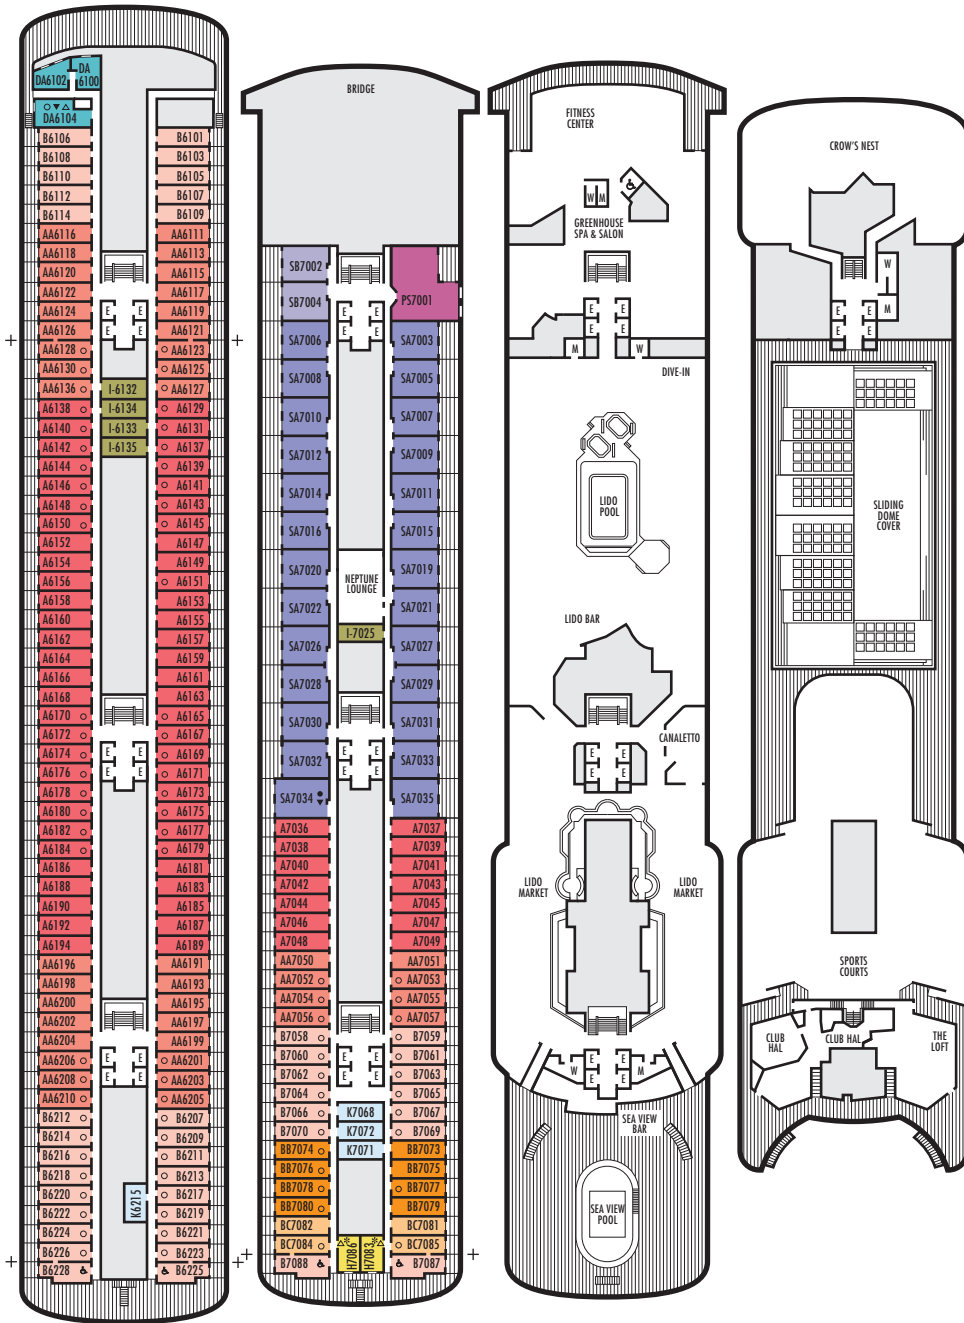 DA6102
DA
6100
DA6104
B6106
B6108
B6110
B6112
B6114
AA6116
AA6118
AA6120
AA6122
AA6124
AA6126
AA6128
AA6130
AA6136
A6138
A6140
A6142
A6144
A6146
A6148
A6150
A6152
A6154
A6156
A6158
A6160
A6162
A6164
A6166
A6168
A6170
A6172
A6174
A6176
A6178
A6180
A6182
A6184
A6186
A6188
A6190
A6192
A6194
AA6196
AA6198
AA6200
AA6202
AA6204
AA6206
AA6208
AA6210
B6212
B6214
B6216
B6218
B6220
B6222
B6224
B6226
B6228
E E
E E
I-6132
I-6134
I-6133
I-6135
E E
E E
E E
E E
K6215
B6101
B6103
B6105
B6107
B6109
AA6111
AA6113
AA6115
AA6117
AA6119
AA6121
AA6123
AA6125
AA6127
A6129
A6131
A6137
A6139
A6141
A6143
A6145
A6147
A6149
A6151
A6153
A6155
A6157
A6159
A6161
A6163
A6165
A6167
A6169
A6171
A6173
A6175
A6177
A6179
A6181
A6183
A6185
A6187
A6189
AA6191
AA6193
AA6195
AA6197
AA6199
AA6201
AA6203
AA6205
B6207
B6209
B6211
B6213
B6217
B6219
B6221
B6223
B6225
BRIDGE
SB7002
SB7004
SA7006
SA7008
SA7010
SA7012
SA7014
SA7016
SA7020
SA7022
SA7026
SA7028
SA7030
SA7032
SA7034
A7036
A7038
A7040
A7042
A7044
A7046
A7048
AA7050
AA7052
AA7054
AA7056
B7058
B7060
B7062
B7064
B7066
B7070
BB7074
BB7076
BB7078
BB7080
BC7082
BC7084
B7088
E E
E E
NEPTUNE
LOUNGE
I-7025
E E
E E
E E
E E
K7068
K7072
K7071
H7086
H7083
PS7001
SA7003
SA7005
SA7007
SA7009
SA7011
SA7015
SA7019
SA7021
SA7027
SA7029
SA7031
SA7033
SA7035
A7037
A7039
A7041
A7043
A7045
A7047
A7049
AA7051
AA7053
AA7055
AA7057
B7059
B7061
B7063
B7065
B7067
B7069
BB7073
BB7075
BB7077
BB7079
BC7081
BC7085
B7087
FITNESS
CENTER
W M
GREENHOUSE
SPA & SALON
E E
E E
M W
DIVE-IN
LIDO
POOL
LIDO BAR
CANALETTO
E E
E E
LIDO
MARKET
LIDO
MARKET
W E E M
E E
SEA VIEW
BAR
SEA VIEW
POOL
CROW'S NEST
W
M
E E
E E
SLIDING
DOME
COVER
SPORTS
COURTS
CLUB
HAL
CLUB HAL
THE
LOFT